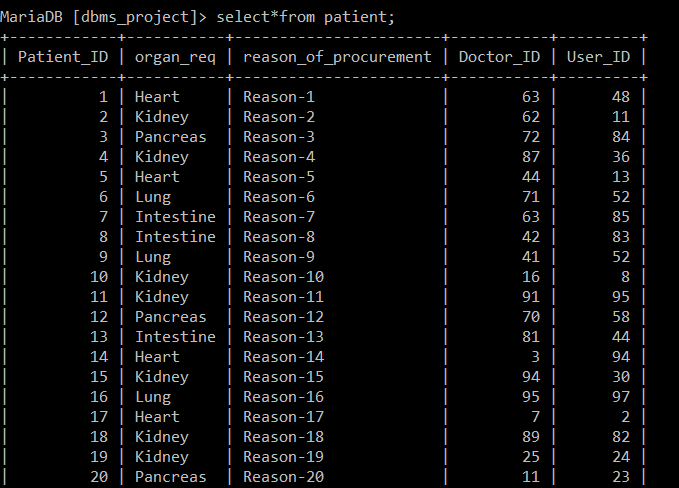 MariaDB [dbms_project]> select*from patient;
+------------+-----------+-----------------------+-----------+---------+
| Patient_ID | organ_req | reason_of_procurement | Doctor_ID | User_ID |
+------------+-----------+-----------------------+-----------+---------+
|          1 | Heart     | Reason-1              |        63 |      48 |
|          2 | Kidney    | Reason-2              |        62 |      11 |
|          3 | Pancreas  | Reason-3              |        72 |      84 |
|          4 | Kidney    | Reason-4              |        87 |      36 |
|          5 | Heart     | Reason-5              |        44 |      13 |
|          6 | Lung      | Reason-6              |        71 |      52 |
|          7 | Intestine | Reason-7              |        63 |      85 |
|          8 | Intestine | Reason-8              |        42 |      83 |
|          9 | Lung      | Reason-9              |        41 |      52 |
|         10 | Kidney    | Reason-10             |        16 |       8 |
|         11 | Kidney    | Reason-11             |        91 |      95 |
|         12 | Pancreas  | Reason-12             |        70 |      58 |
|         13 | Intestine | Reason-13             |        81 |      44 |
|         14 | Heart     | Reason-14             |         3 |      94 |
|         15 | Kidney    | Reason-15             |        94 |      30 |
|         16 | Lung      | Reason-16             |        95 |      97 |
|         17 | Heart     | Reason-17             |         7 |       2 |
|         18 | Kidney    | Reason-18             |        89 |      82 |
|         19 | Kidney    | Reason-19             |        25 |      24 |
|         20 | Pancreas  | Reason-20             |        11 |      23 |